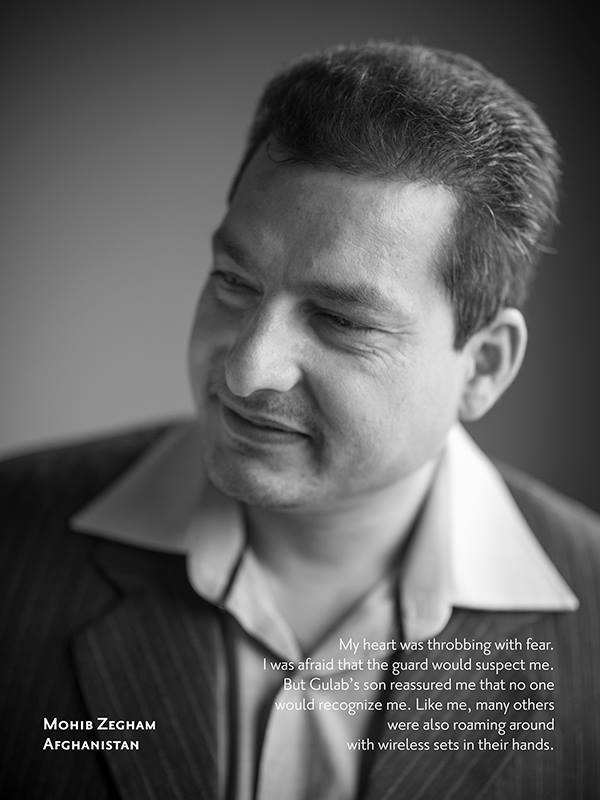 My heart was throbbing with fear.
I was afraid that the guard would suspect me.
But Gulab's son reassured me that no one
would recognize me. Like me, many others
were also roaming around
with wireless sets in their hands.
Mohib Zegham
Afghanistan